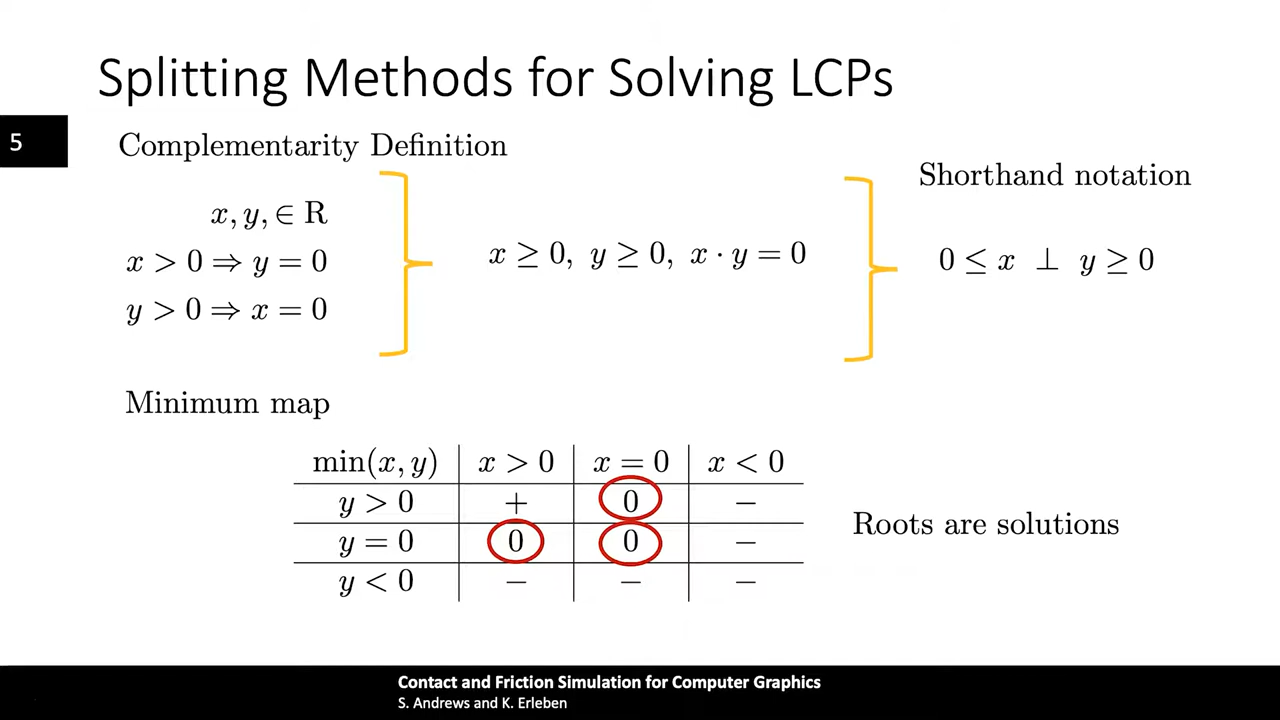 Splitting Methods for Solving LCPs
5
Complementarity Definition
x, y, ∈ R
x > 0 ⇒ y = 0
y > 0 ⇒ x = 0
x ≥ 0, y ≥ 0, x · y = 0
Shorthand notation
0 ≤ x ⊥ y ≥ 0
Minimum map
min(x, y) x > 0 x = 0 x < 0
y > 0 + 0 −
y = 0 0 0 −
y < 0 − − −
Roots are solutions
Contact and Friction Simulation for Computer Graphics
S. Andrews and K. Erleben